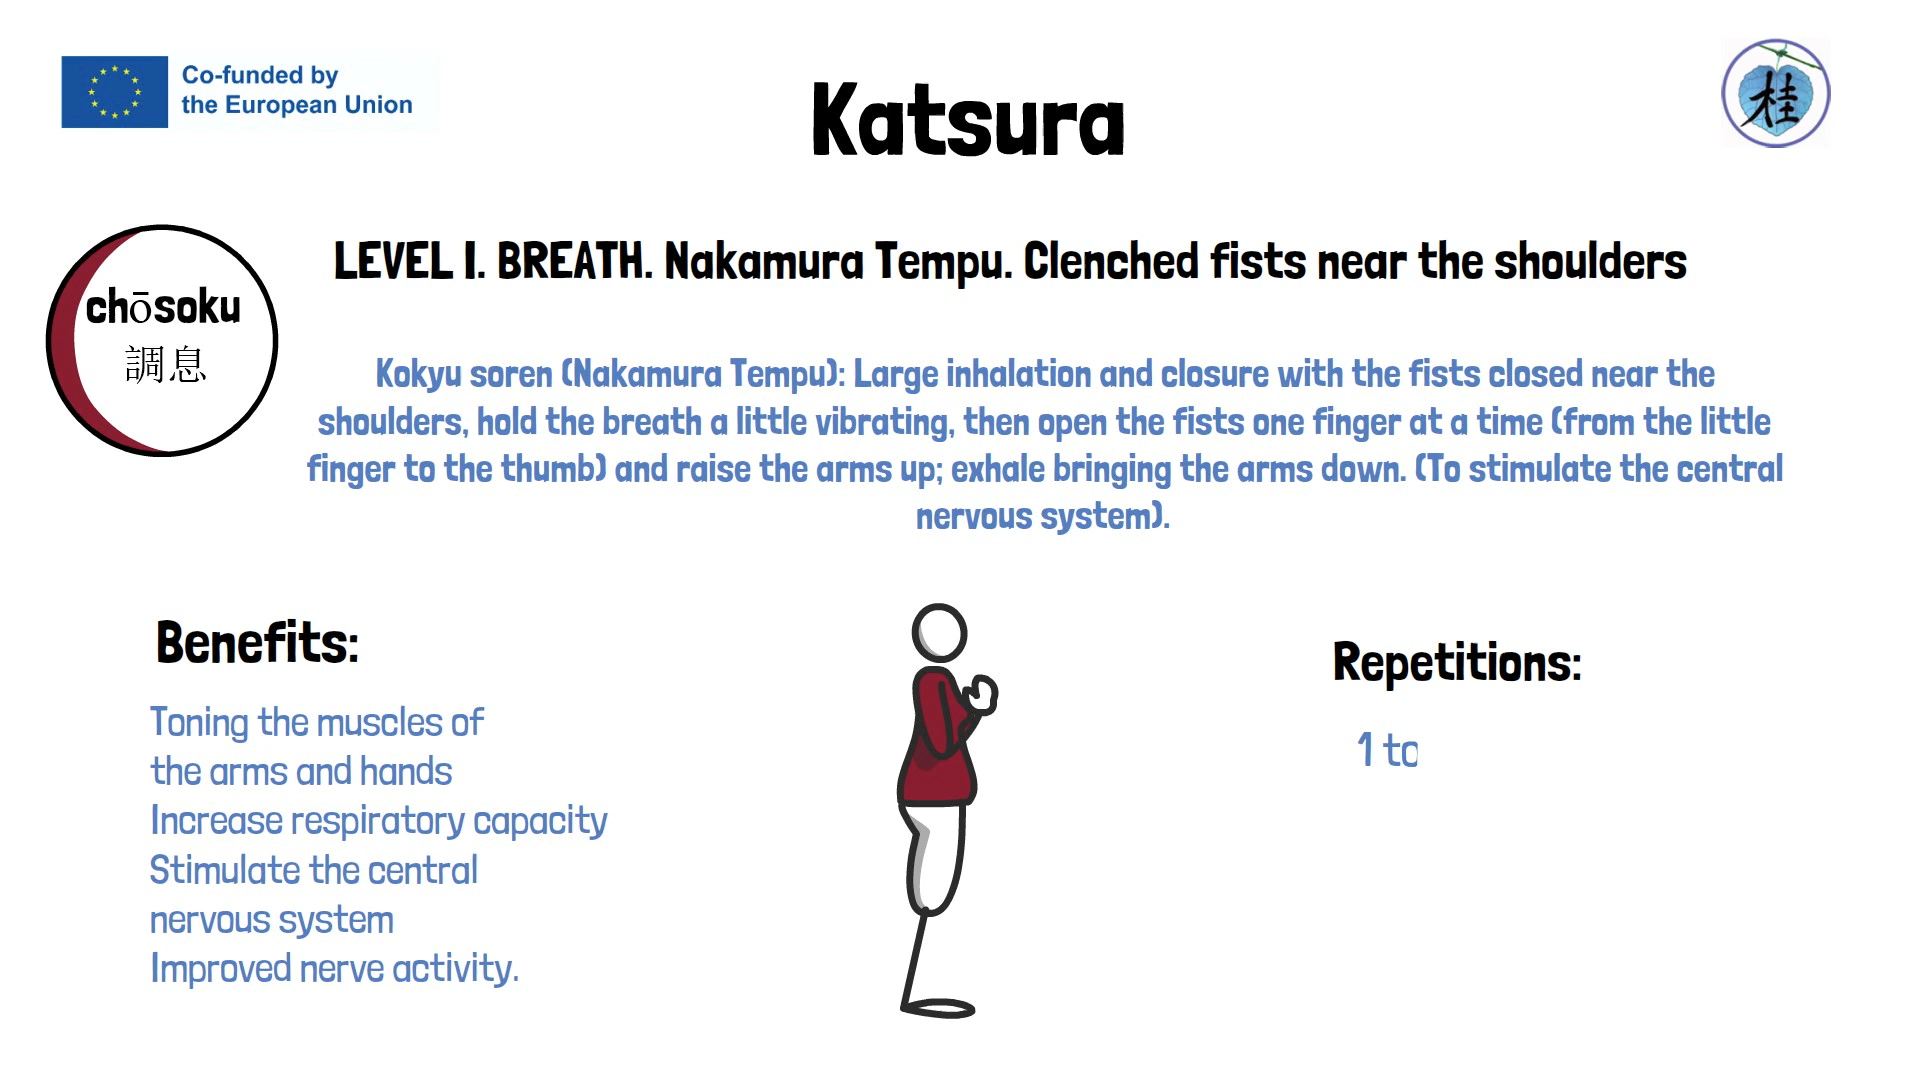 Co-funded by
the European Union
Katsura
桂
chōsoku
調息
LEVEL I. BREATH. Nakamura Tempu. Clenched fists near the shoulders
Kokyu soren (Nakamura Tempu): Large inhalation and closure with the fists closed near the
shoulders, hold the breath a little vibrating, then open the fists one finger at a time (from the little
finger to the thumb) and raise the arms up; exhale bringing the arms down. (To stimulate the central
nervous system).
Benefits:
Toning the muscles of
the arms and hands
Increase respiratory capacity
Stimulate the central
nervous system
Improved nerve activity.
Repetitions:
1 to